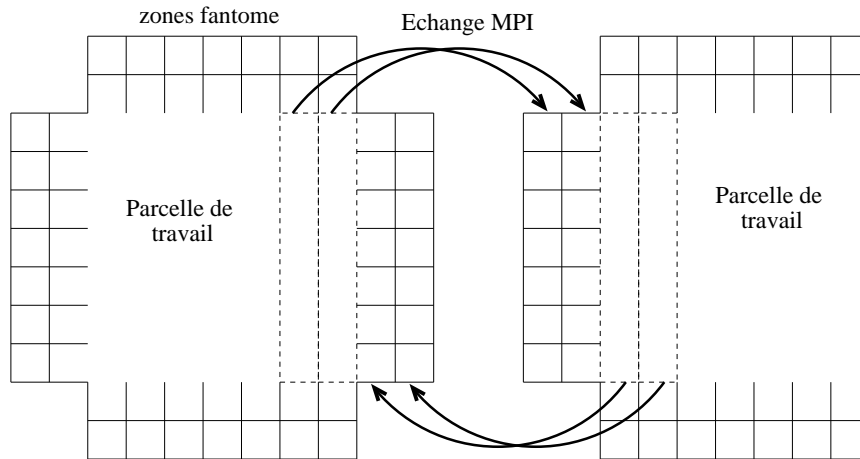 zones fantome
Echange MPI
Parcelle de
travail
Parcelle de
travail